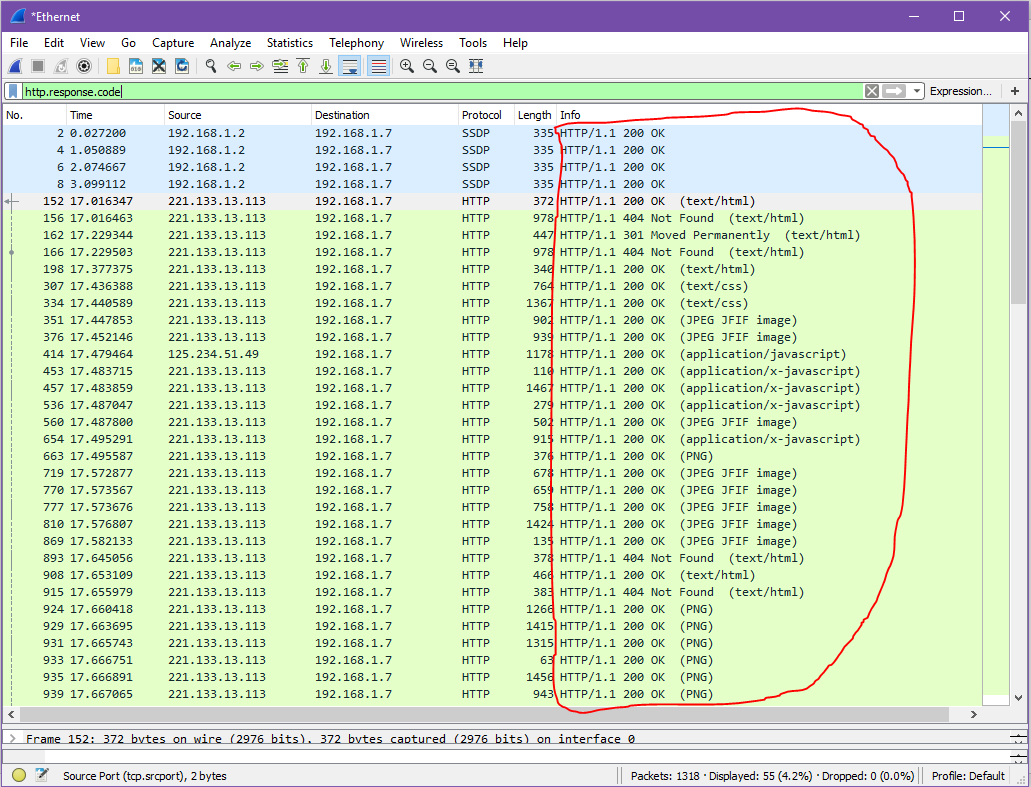 *Ethernet
File Edit View Go Capture Analyze Statistics Telephony Wireless Tools Help
http.response.code Expression... +
No. Time Source Destination Protocol Length Info
2 0.027200 192.168.1.2 192.168.1.7 SSDP 335 HTTP/1.1 200 OK
4 1.050889 192.168.1.2 192.168.1.7 SSDP 335 HTTP/1.1 200 OK
6 2.074667 192.168.1.2 192.168.1.7 SSDP 335 HTTP/1.1 200 OK
8 3.099112 192.168.1.2 192.168.1.7 SSDP 335 HTTP/1.1 200 OK
152 17.016347 221.133.13.113 192.168.1.7 HTTP 372 HTTP/1.1 200 OK (text/html)
156 17.016463 221.133.13.113 192.168.1.7 HTTP 978 HTTP/1.1 404 Not Found (text/html)
162 17.229344 221.133.13.113 192.168.1.7 HTTP 447 HTTP/1.1 301 Moved Permanently (text/html)
166 17.229503 221.133.13.113 192.168.1.7 HTTP 978 HTTP/1.1 404 Not Found (text/html)
198 17.377375 221.133.13.113 192.168.1.7 HTTP 340 HTTP/1.1 200 OK (text/html)
307 17.436388 221.133.13.113 192.168.1.7 HTTP 764 HTTP/1.1 200 OK (text/css)
334 17.440589 221.133.13.113 192.168.1.7 HTTP 1367 HTTP/1.1 200 OK (text/css)
351 17.447853 221.133.13.113 192.168.1.7 HTTP 902 HTTP/1.1 200 OK (JPEG JFIF image)
376 17.452146 221.133.13.113 192.168.1.7 HTTP 939 HTTP/1.1 200 OK (JPEG JFIF image)
414 17.479464 125.234.51.49 192.168.1.7 HTTP 1178 HTTP/1.1 200 OK (application/javascript)
453 17.483715 221.133.13.113 192.168.1.7 HTTP 110 HTTP/1.1 200 OK (application/x-javascript)
457 17.483859 221.133.13.113 192.168.1.7 HTTP 1467 HTTP/1.1 200 OK (application/x-javascript)
536 17.487047 221.133.13.113 192.168.1.7 HTTP 279 HTTP/1.1 200 OK (application/x-javascript)
560 17.487800 221.133.13.113 192.168.1.7 HTTP 502 HTTP/1.1 200 OK (JPEG JFIF image)
654 17.495291 221.133.13.113 192.168.1.7 HTTP 915 HTTP/1.1 200 OK (application/x-javascript)
663 17.495587 221.133.13.113 192.168.1.7 HTTP 376 HTTP/1.1 200 OK (PNG)
719 17.572877 221.133.13.113 192.168.1.7 HTTP 678 HTTP/1.1 200 OK (JPEG JFIF image)
770 17.573567 221.133.13.113 192.168.1.7 HTTP 659 HTTP/1.1 200 OK (JPEG JFIF image)
777 17.573676 221.133.13.113 192.168.1.7 HTTP 758 HTTP/1.1 200 OK (JPEG JFIF image)
810 17.576807 221.133.13.113 192.168.1.7 HTTP 1424 HTTP/1.1 200 OK (JPEG JFIF image)
869 17.582133 221.133.13.113 192.168.1.7 HTTP 135 HTTP/1.1 200 OK (JPEG JFIF image)
893 17.645056 221.133.13.113 192.168.1.7 HTTP 378 HTTP/1.1 404 Not Found (text/html)
908 17.653109 221.133.13.113 192.168.1.7 HTTP 466 HTTP/1.1 200 OK (text/html)
915 17.655979 221.133.13.113 192.168.1.7 HTTP 383 HTTP/1.1 404 Not Found (text/html)
924 17.660418 221.133.13.113 192.168.1.7 HTTP 1266 HTTP/1.1 200 OK (PNG)
929 17.663695 221.133.13.113 192.168.1.7 HTTP 1415 HTTP/1.1 200 OK (PNG)
931 17.665743 221.133.13.113 192.168.1.7 HTTP 1315 HTTP/1.1 200 OK (PNG)
933 17.666751 221.133.13.113 192.168.1.7 HTTP 63 HTTP/1.1 200 OK (PNG)
935 17.666891 221.133.13.113 192.168.1.7 HTTP 1456 HTTP/1.1 200 OK (PNG)
939 17.667065 221.133.13.113 192.168.1.7 HTTP 943 HTTP/1.1 200 OK (PNG)
Frame 152: 372 bytes on wire (2976 bits), 372 bytes captured (2976 bits) on interface 0
Source Port (tcp.srcport), 2 bytes Packets: 1318 · Displayed: 55 (4.2%) · Dropped: 0 (0.0%) Profile: Default